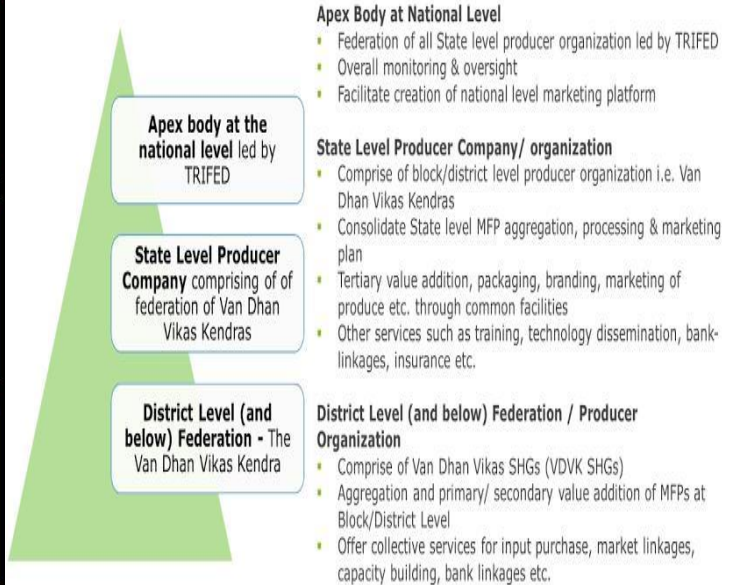 Apex body at the
national level led by
TRIFED
State Level Producer
Company comprising of of
federation of Van Dhan
Vikas Kendras
District Level (and
below) Federation - The
Van Dhan Vikas Kendra
Apex Body at National Level
▪ Federation of all State level producer organization led by TRIFED
▪ Overall monitoring & oversight
▪ Facilitate creation of national level marketing platform
State Level Producer Company/ organization
▪ Comprise of block/district level producer organization i.e. Van
Dhan Vikas Kendras
▪ Consolidate State level MFP aggregation, processing & marketing
plan
▪ Tertiary value addition, packaging, branding, marketing of
produce etc. through common facilities
▪ Other services such as training, technology dissemination, bank-
linkages, insurance etc.
District Level (and below) Federation / Producer
Organization
▪ Comprise of Van Dhan Vikas SHGs (VDVK SHGs)
▪ Aggregation and primary/ secondary value addition of MFPs at
Block/District Level
▪ Offer collective services for input purchase, market linkages,
capacity building, bank linkages etc.